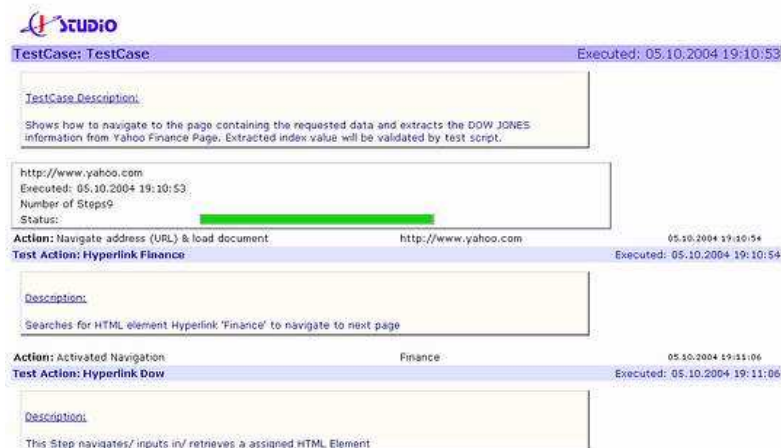 STUDIO
TestCase: TestCase Executed: 05.10.2004 19:10:53
TestCase Description:
Shows how to navigate to the page containing the requested data and extracts the DOW JONES
information from Yahoo Finance Page. Extracted index value will be validated by test script.
http://www.yahoo.com
Executed: 05.10.2004 19:10:53
Number of Steps9
Status:
Action: Navigate address (URL) & load document http://www.yahoo.com 05.10.2004 19:10:54
Test Action: Hyperlink Finance Executed: 05.10.2004 19:10:54
Description:
Searches for HTML element Hyperlink 'Finance' to navigate to next page
Action: Activated Navigation Finance 05.10.2004 19:11:06
Test Action: Hyperlink Dow Executed: 05.10.2004 19:11:06
Description:
This Step navigates/ inputs in/ retrieves a assigned HTML Element